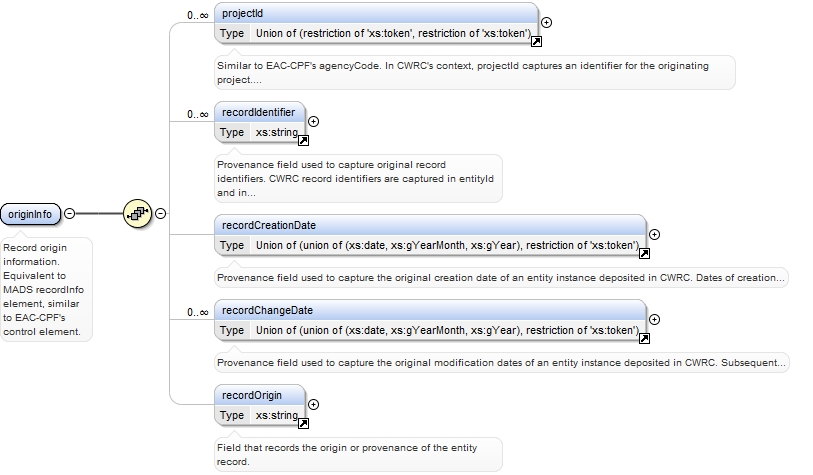 0..∞
projectId
Type Union of (restriction of 'xs:token', restriction of 'xs:token')
Similar to EAC-CPF's agencyCode. In CWRC's context, projectId captures an identifier for the originating
project....
0..∞
recordIdentifier
Type xs:string
Provenance field used to capture original record
identifiers. CWRC record identifiers are captured in entityId
and in...
originInfo
Record origin
information.
Equivalent to
MADS recordInfo
element, similar
to EAC-CPF's
control element.
recordCreationDate
Type Union of (union of (xs:date, xs:gYearMonth, xs:gYear), restriction of 'xs:token')
Provenance field used to capture the original creation date of an entity instance deposited in CWRC. Dates of creation...
0..∞
recordChangeDate
Type Union of (union of (xs:date, xs:gYearMonth, xs:gYear), restriction of 'xs:token')
Provenance field used to capture the original modification dates of an entity instance deposited in CWRC. Subsequent...
recordOrigin
Type xs:string
Field that records the origin or provenance of the entity
record.